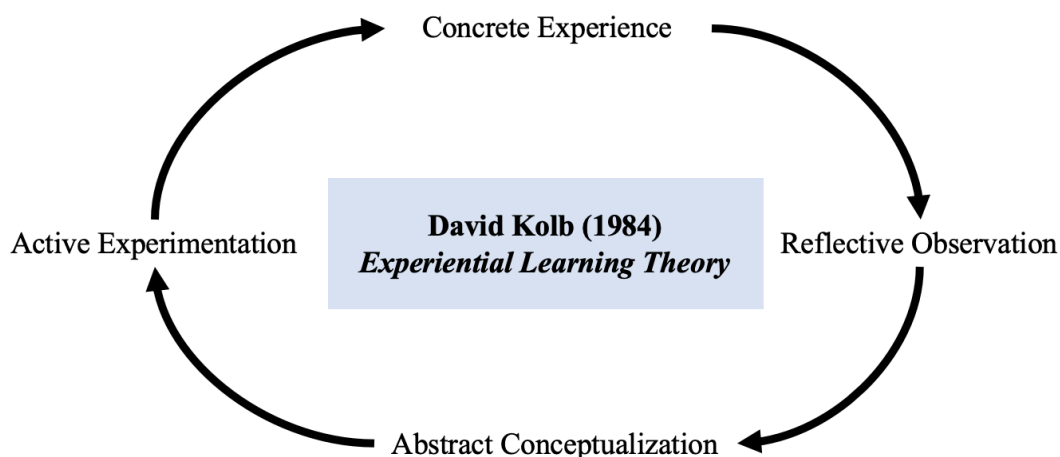 Concrete Experience
David Kolb (1984)
Active Experimentation
Experiential Learning Theory
Reflective Observation
Abstract Conceptualization